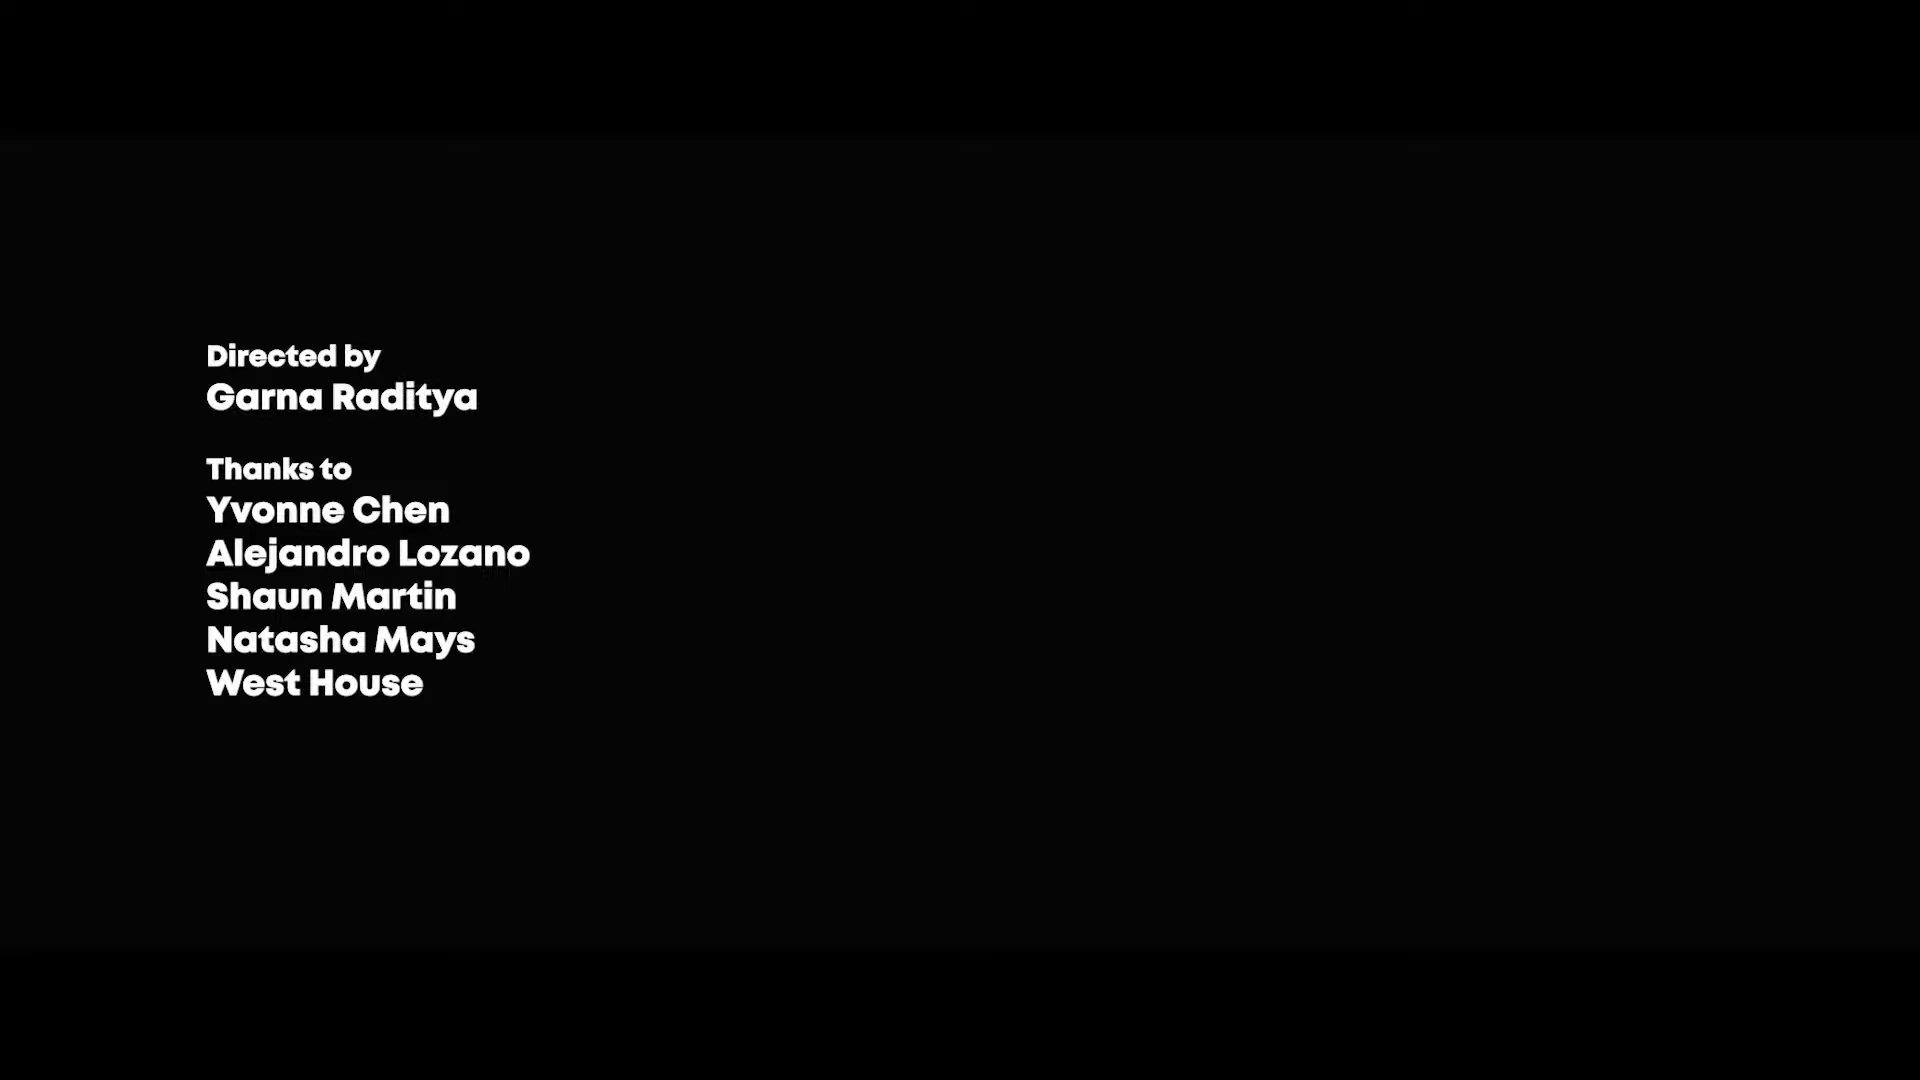 Directed by
Garna Raditya
Thanks to
Yvonne Chen
Alejandro Lozano
Shaun Martin
Natasha Mays
West House